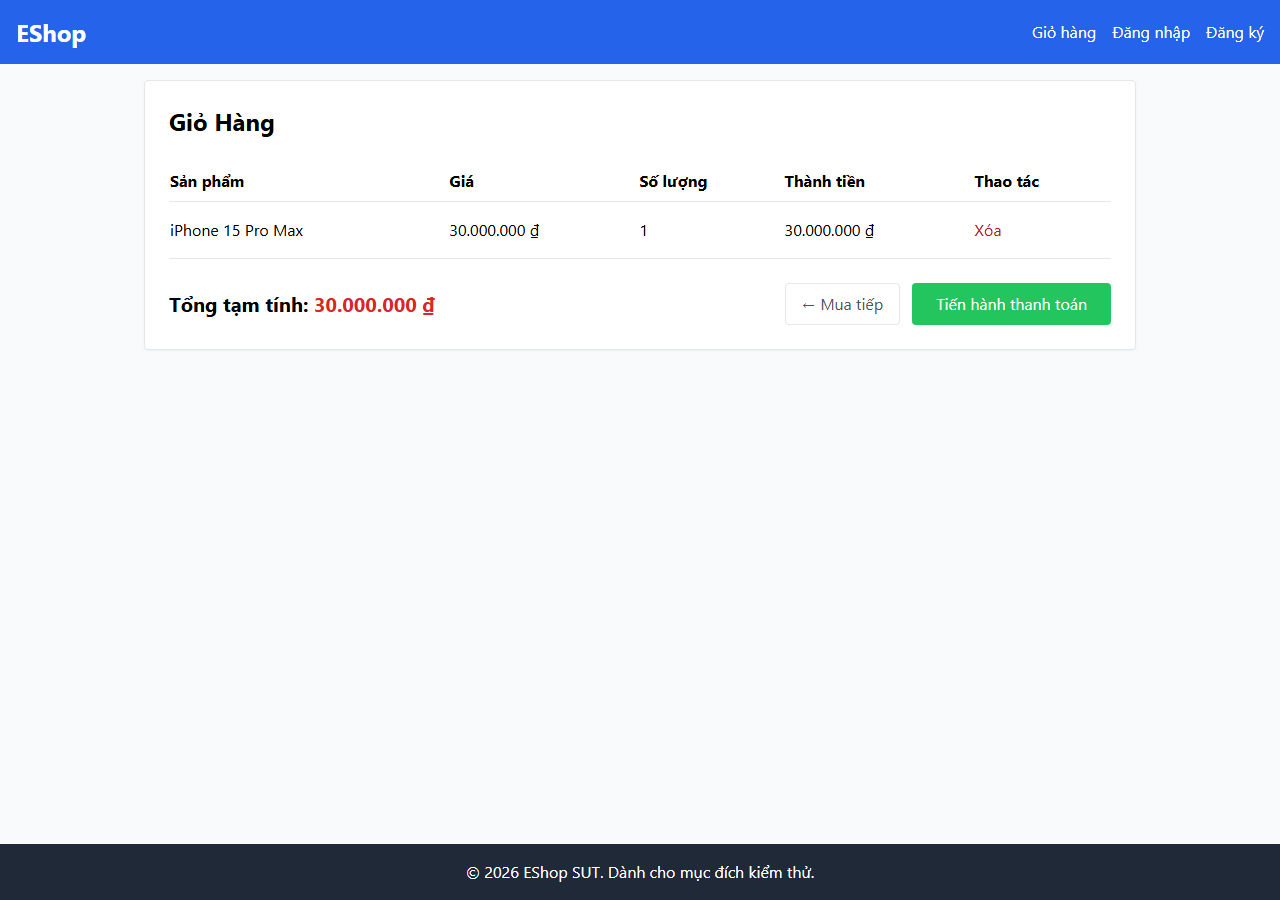 EShop
Giỏ hàng Đăng nhập Đăng ký
Giỏ Hàng
Sản phẩm Giá Số lượng Thành tiền Thao tác
iPhone 15 Pro Max 30.000.000 ₫ 1 30.000.000 ₫ Xóa
Tổng tạm tính: 30.000.000 ₫
← Mua tiếp
Tiến hành thanh toán
© 2026 EShop SUT. Dành cho mục đích kiểm thử.